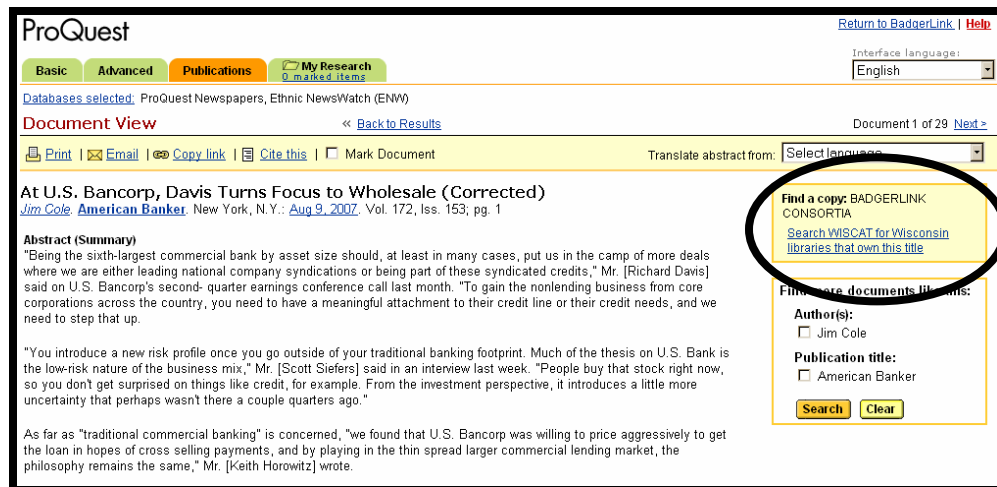 ProQuest
Return to BadgerLink | Help
Interface language:
English
Basic Advanced Publications My Research
0 marked items
Databases selected: ProQuest Newspapers, Ethnic NewsWatch (ENW)
Document View « Back to Results Document 1 of 29 Next >
Print | Email | Copy link | Cite this | Mark Document Translate abstract from: Select language
At U.S. Bancorp, Davis Turns Focus to Wholesale (Corrected)
Jim Cole. American Banker. New York, N.Y.: Aug 9, 2007. Vol. 172, Iss. 153; pg. 1
Abstract (Summary)
"Being the sixth-largest commercial bank by asset size should, at least in many cases, put us in the camp of more deals
where we are either leading national company syndications or being part of these syndicated credits," Mr. [Richard Davis]
said on U.S. Bancorp's second- quarter earnings conference call last month. "To gain the nonlending business from core
corporations across the country, you need to have a meaningful attachment to their credit line or their credit needs, and we
need to step that up.
"You introduce a new risk profile once you go outside of your traditional banking footprint. Much of the thesis on U.S. Bank is
the low-risk nature of the business mix," Mr. [Scott Siefers] said in an interview last week. "People buy that stock right now,
so you don't get surprised on things like credit, for example. From the investment perspective, it introduces a little more
uncertainty that perhaps wasn't there a couple quarters ago."
As far as "traditional commercial banking" is concerned, "we found that U.S. Bancorp was willing to price aggressively to get
the loan in hopes of cross selling payments, and by playing in the thin spread larger commercial lending market, the
philosophy remains the same," Mr. [Keith Horowitz] wrote.
Find a copy: BADGERLINK
CONSORTIA
Search WISCAT for Wisconsin
libraries that own this title
Find more documents like this:
Author(s):
Jim Cole
Publication title:
American Banker
Search Clear